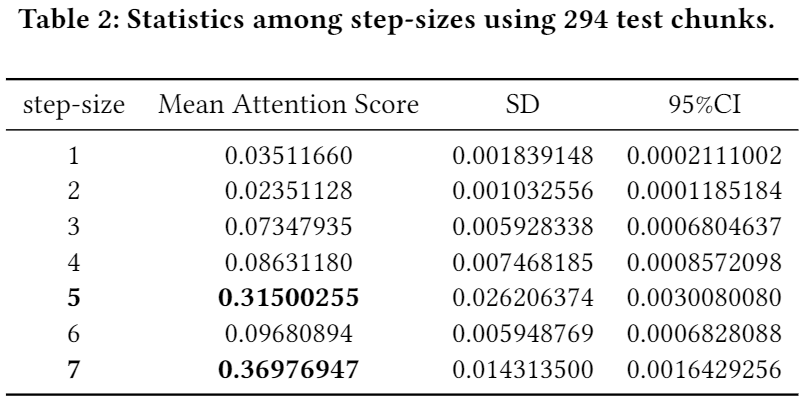 Table 2: Statistics among step-sizes using 294 test chunks.
step-size Mean Attention Score SD 95%CI
1 0.03511660 0.001839148 0.0002111002
2 0.02351128 0.001032556 0.0001185184
3 0.07347935 0.005928338 0.0006804637
4 0.08631180 0.007468185 0.0008572098
5 0.31500255 0.026206374 0.0030080080
6 0.09680894 0.005948769 0.0006828088
7 0.36976947 0.014313500 0.0016429256